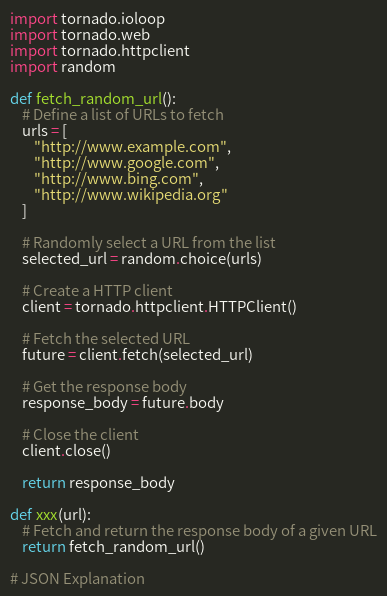 import tornado.ioloop
import tornado.web
import tornado.httpclient
import random

def fetch_random_url():
    # Define a list of URLs to fetch
    urls = [
        "http://www.example.com",
        "http://www.google.com",
        "http://www.bing.com",
        "http://www.wikipedia.org"
    ]

    # Randomly select a URL from the list
    selected_url = random.choice(urls)

    # Create a HTTP client
    client = tornado.httpclient.HTTPClient()

    # Fetch the selected URL
    future = client.fetch(selected_url)

    # Get the response body
    response_body = future.body

    # Close the client
    client.close()

    return response_body

def xxx(url):
    # Fetch and return the response body of a given URL
    return fetch_random_url()

# JSON Explanation